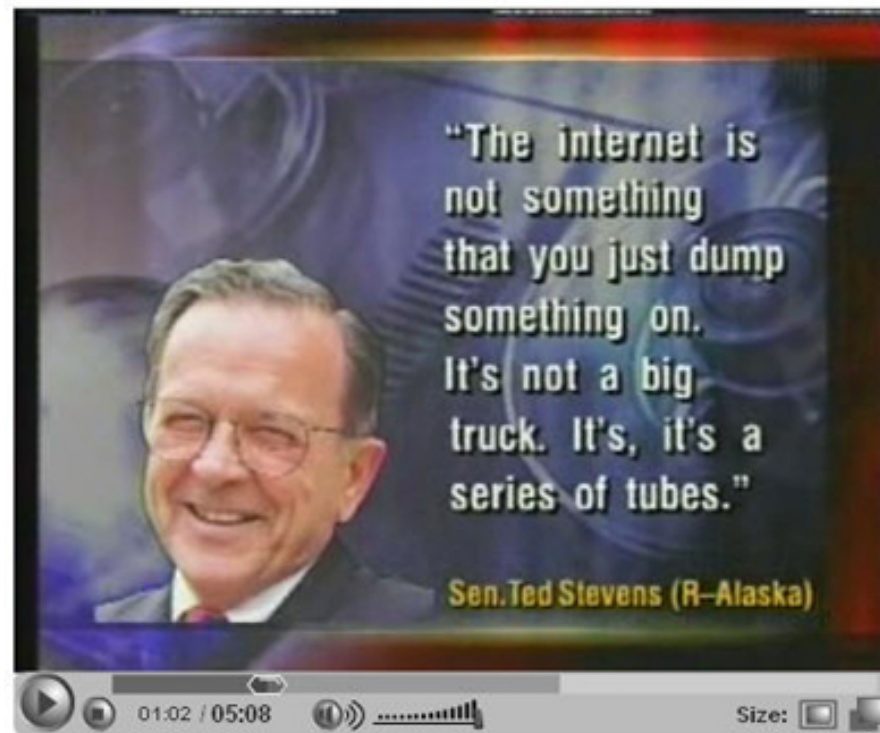 “The internet is
not something
that you just dump
something on.
It's not a big
truck. It's, it's a
series of tubes.”
Sen.Ted Stevens (R–Alaska)
01:02 / 05:08
Size: